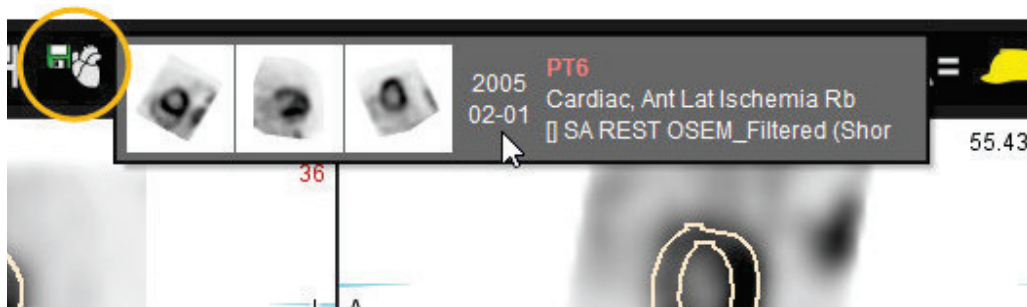 2005
02-01
PT6
Cardiac, Ant Lat Ischemia Rb
[] SA REST OSEM_Filtered (Shor
=
55.43
36